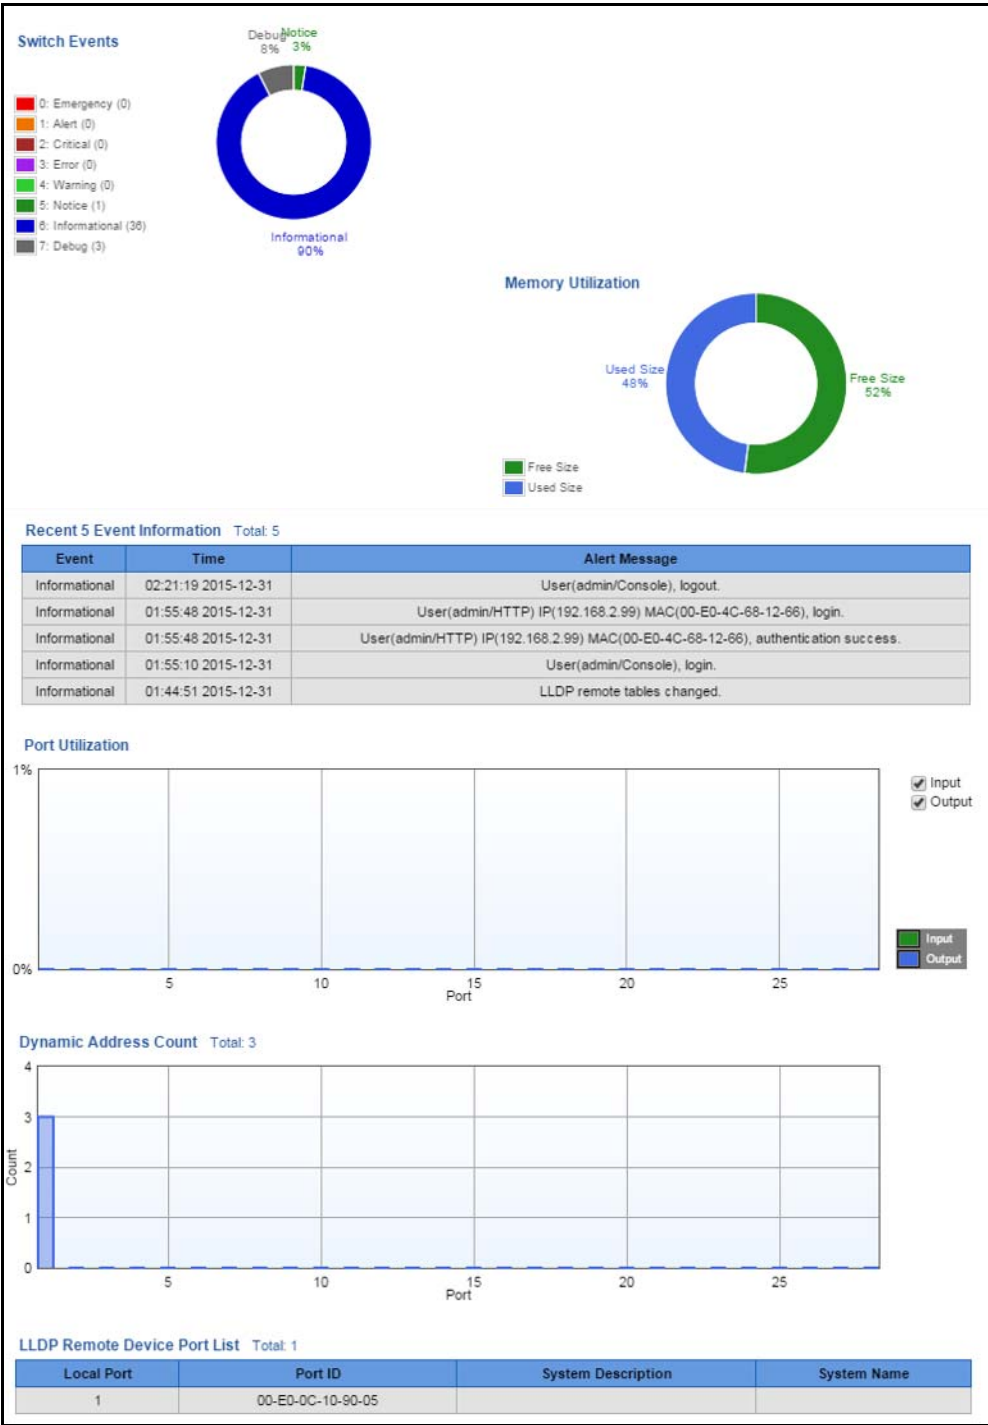 Switch Events
Debug
8%
Notice
3%
0: Emergency (0)
1: Alert (0)
2: Critical (0)
3: Error (0)
4: Warning (0)
5: Notice (1)
6: Informational (36)
7: Debug (3)
Informational
90%
Memory Utilization
Used Size
48%
Free Size
52%
Free Size
Used Size
Recent 5 Event Information Total: 5
Event Time Alert Message
Informational 02:21:19 2015-12-31 User(admin/Console), logout.
Informational 01:55:48 2015-12-31 User(admin/HTTP) IP(192.168.2.99) MAC(00-E0-4C-68-12-66), login.
Informational 01:55:48 2015-12-31 User(admin/HTTP) IP(192.168.2.99) MAC(00-E0-4C-68-12-66), authentication success.
Informational 01:55:10 2015-12-31 User(admin/Console), login.
Informational 01:44:51 2015-12-31 LLDP remote tables changed.
Port Utilization
1%
Input
Output
Input
Output
0%
5 10 15 20 25
Port
Dynamic Address Count Total: 3
4
3
2
1
0
Count
5 10 15 20 25
Port
LLDP Remote Device Port List Total: 1
Local Port Port ID System Description System Name
1 00-E0-0C-10-90-05